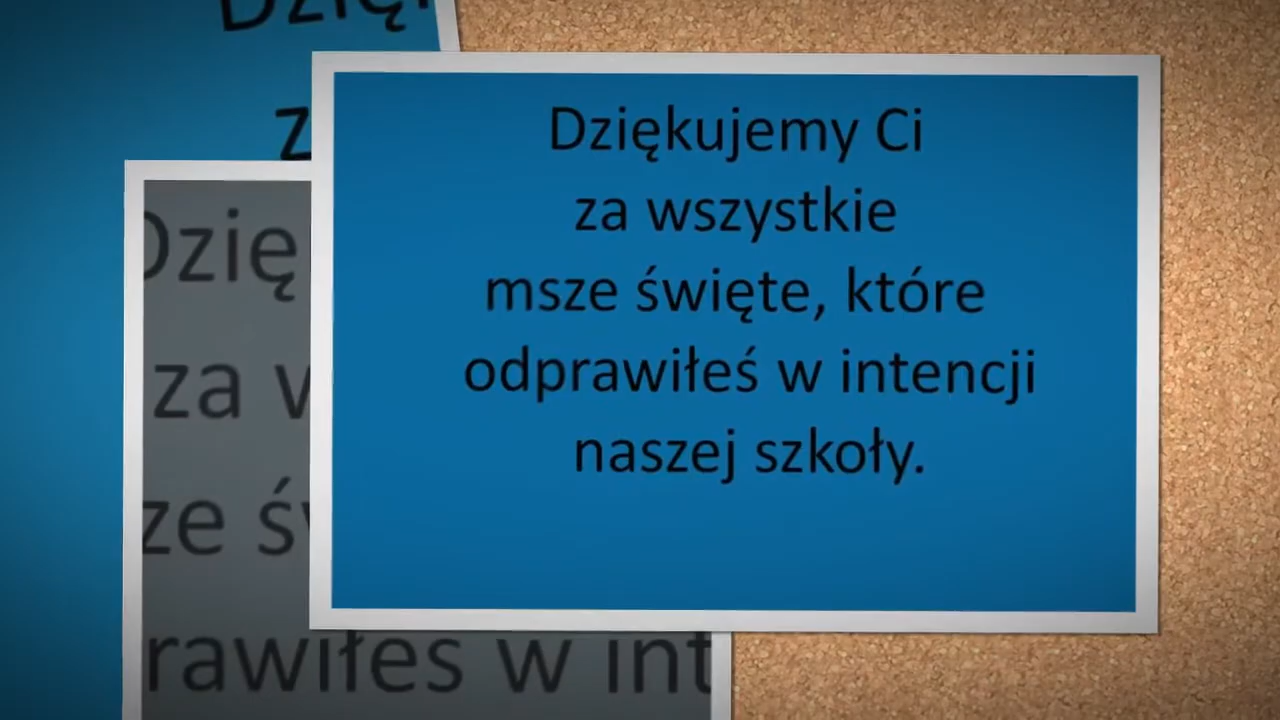 Dziękujemy Ci
za wszystkie
msze święte, które
odprawiłeś w intencji
naszej szkoły.